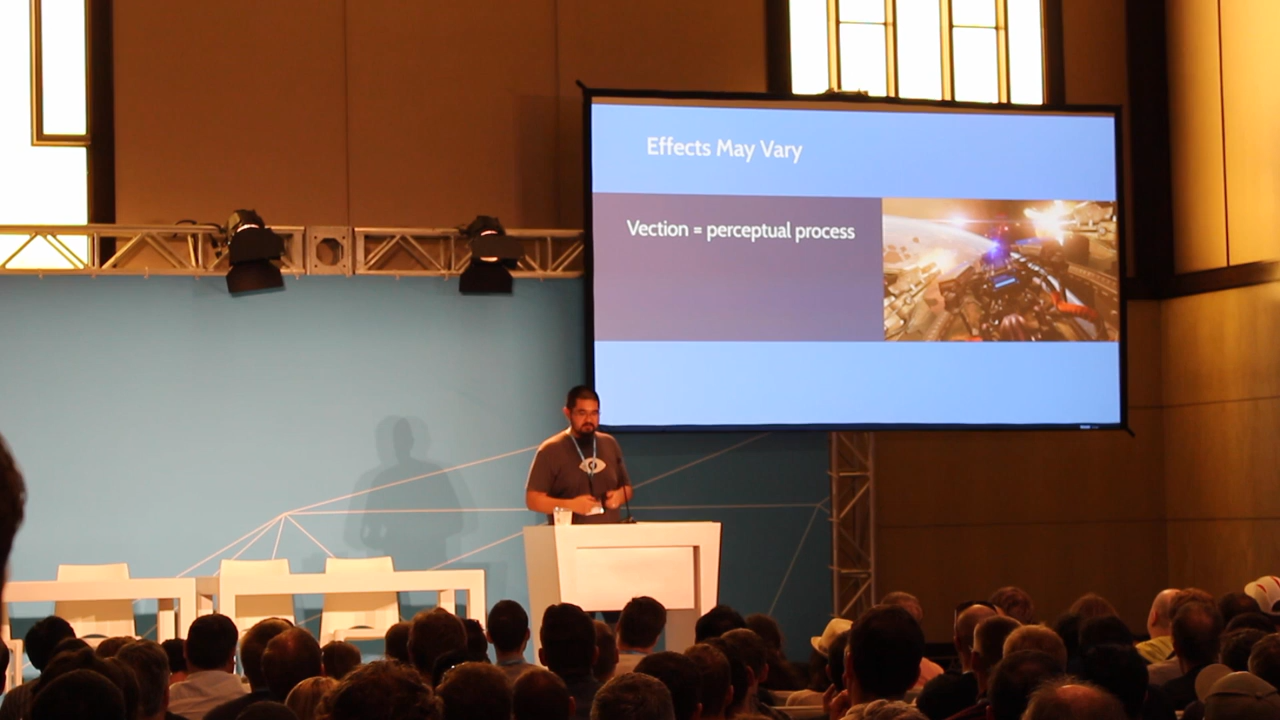 Effects May Vary
Vection = perceptual process